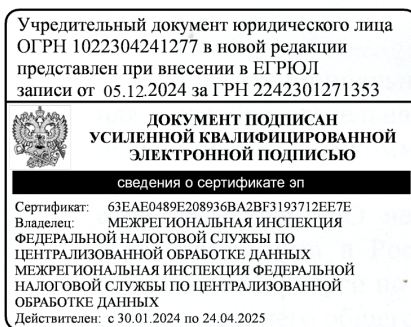 Учредительный документ юридического лица
ОГРН 1022304241277 в новой редакции
представлен при внесении в ЕГРЮЛ
записи от 05.12.2024 за ГРН 2242301271353
ДОКУМЕНТ ПОДПИСАН
УСИЛЕННОЙ КВАЛИФИЦИРОВАННОЙ
ЭЛЕКТРОННОЙ ПОДПИСЬЮ
сведения о сертификате эп
Сертификат: 63EAE0489E208936BA2BF3193712EE7E
Владелец: МЕЖРЕГИОНАЛЬНАЯ ИНСПЕКЦИЯ
ФЕДЕРАЛЬНОЙ НАЛОГОВОЙ СЛУЖБЫ ПО
ЦЕНТРАЛИЗОВАННОЙ ОБРАБОТКЕ ДАННЫХ
МЕЖРЕГИОНАЛЬНАЯ ИНСПЕКЦИЯ ФЕДЕРАЛЬНОЙ
НАЛОГОВОЙ СЛУЖБЫ ПО ЦЕНТРАЛИЗОВАННОЙ
ОБРАБОТКЕ ДАННЫХ
Действителен: с 30.01.2024 по 24.04.2025